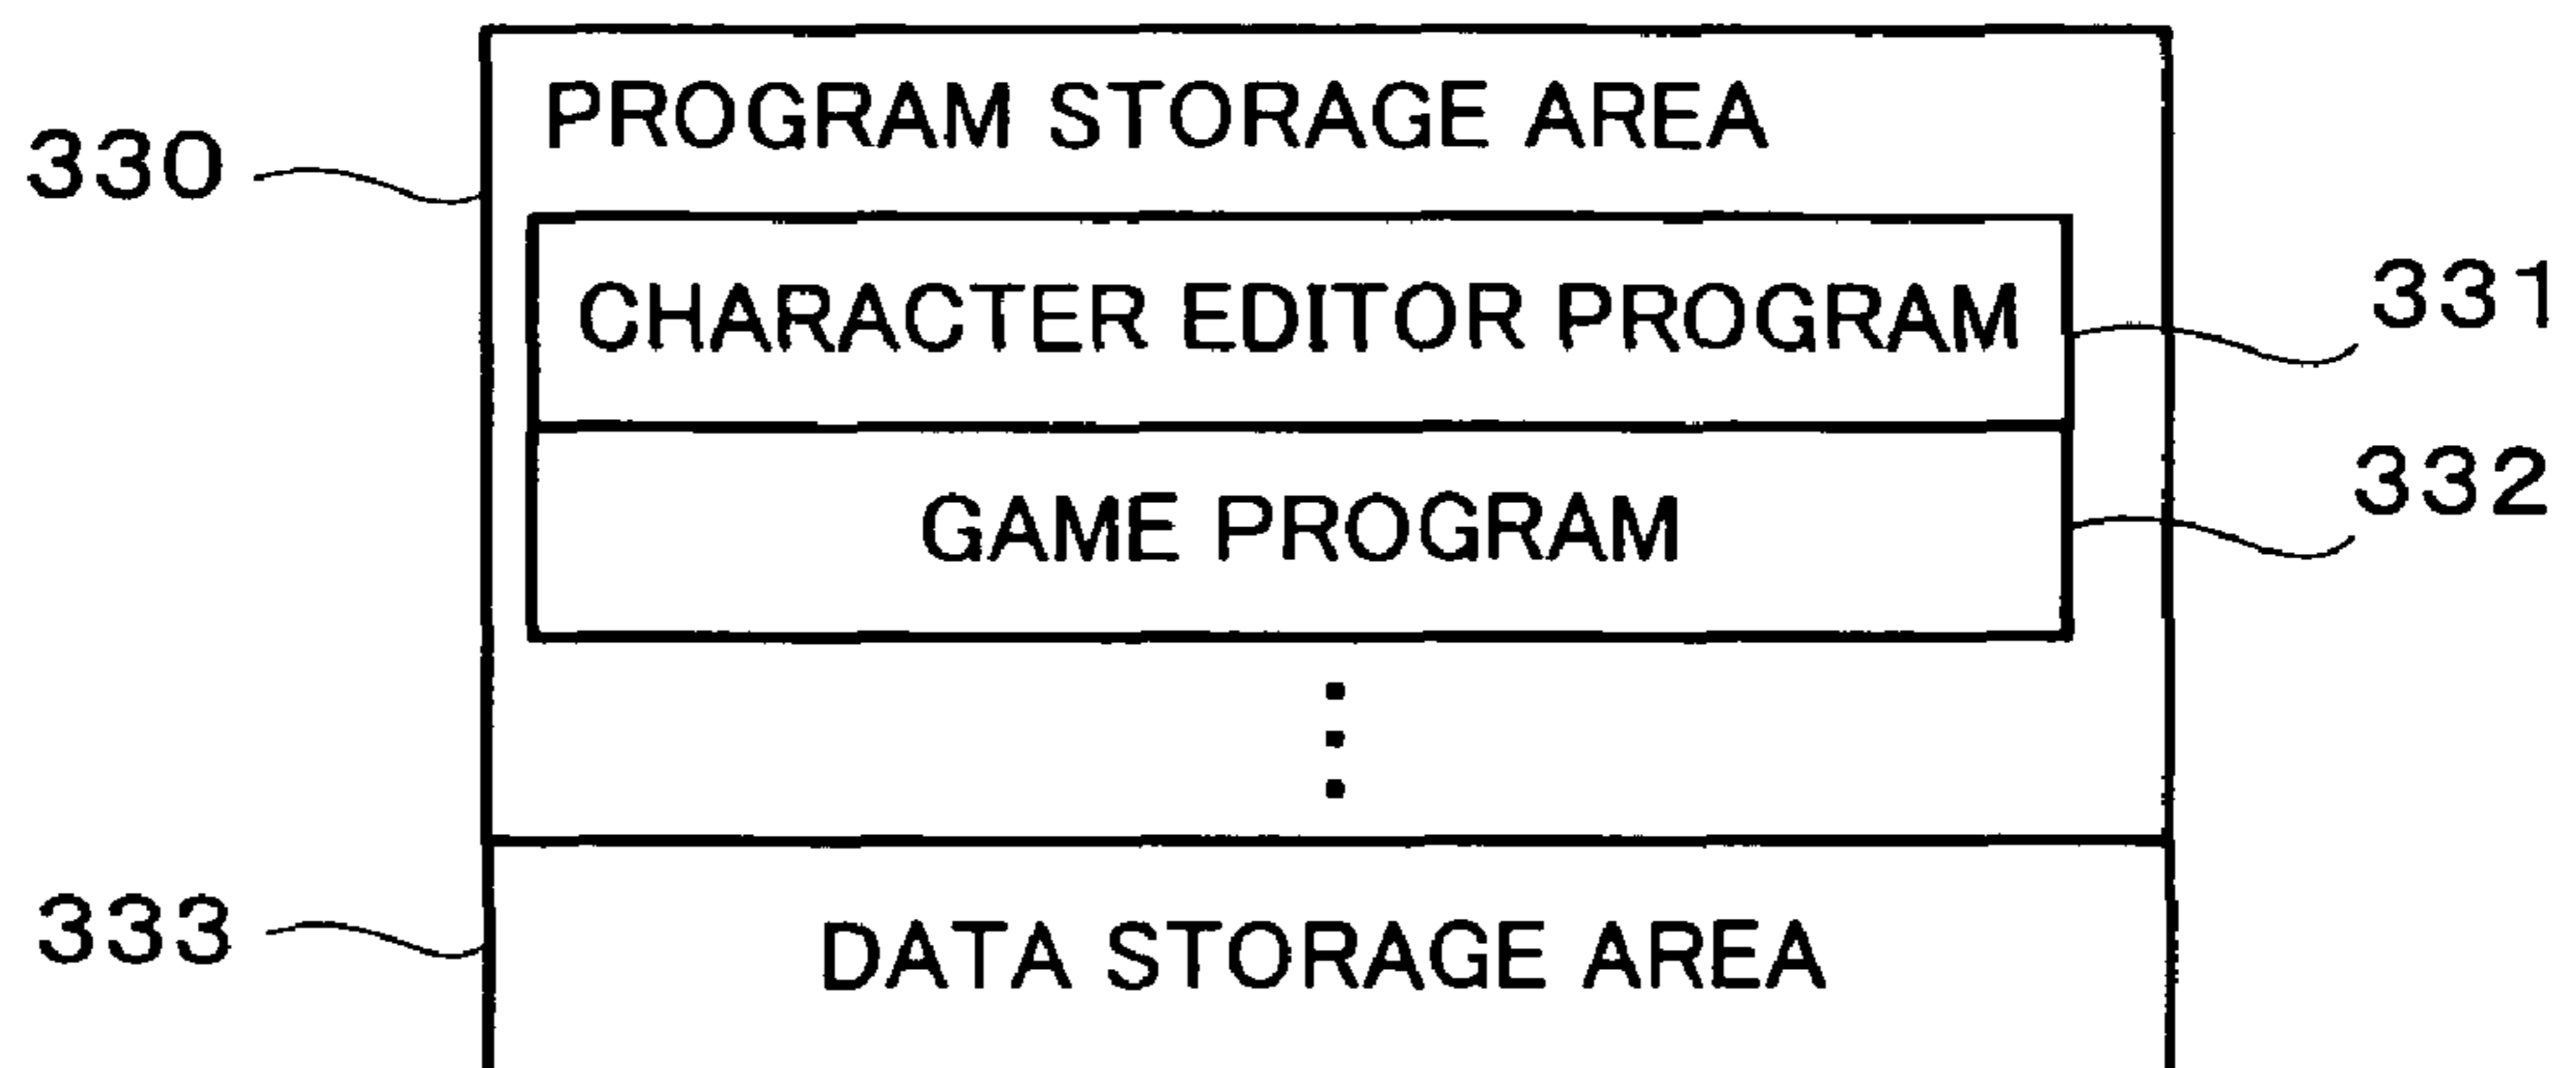 PROGRAM STORAGE AREA
330
CHARACTER EDITOR PROGRAM
331
GAME PROGRAM
332
333
DATA STORAGE AREA